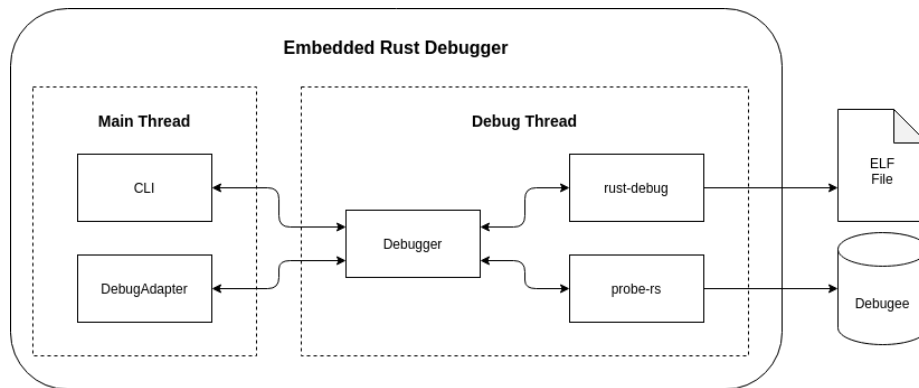 Embedded Rust Debugger
Main Thread
Debug Thread
CLI
rust-debug
ELF
File
Debugger
DebugAdapter
probe-rs
Debugee